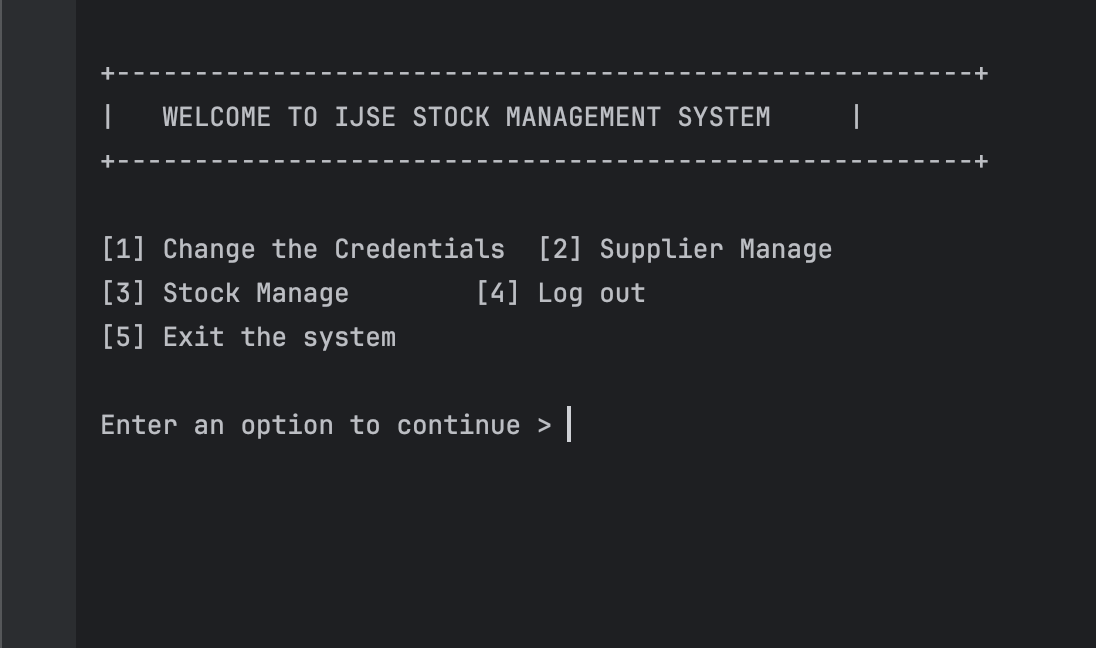 +-------------------------------------------------------+
|   WELCOME TO IJSE STOCK MANAGEMENT SYSTEM     |
+-------------------------------------------------------+
[1] Change the Credentials  [2] Supplier Manage
[3] Stock Manage        [4] Log out
[5] Exit the system
Enter an option to continue >